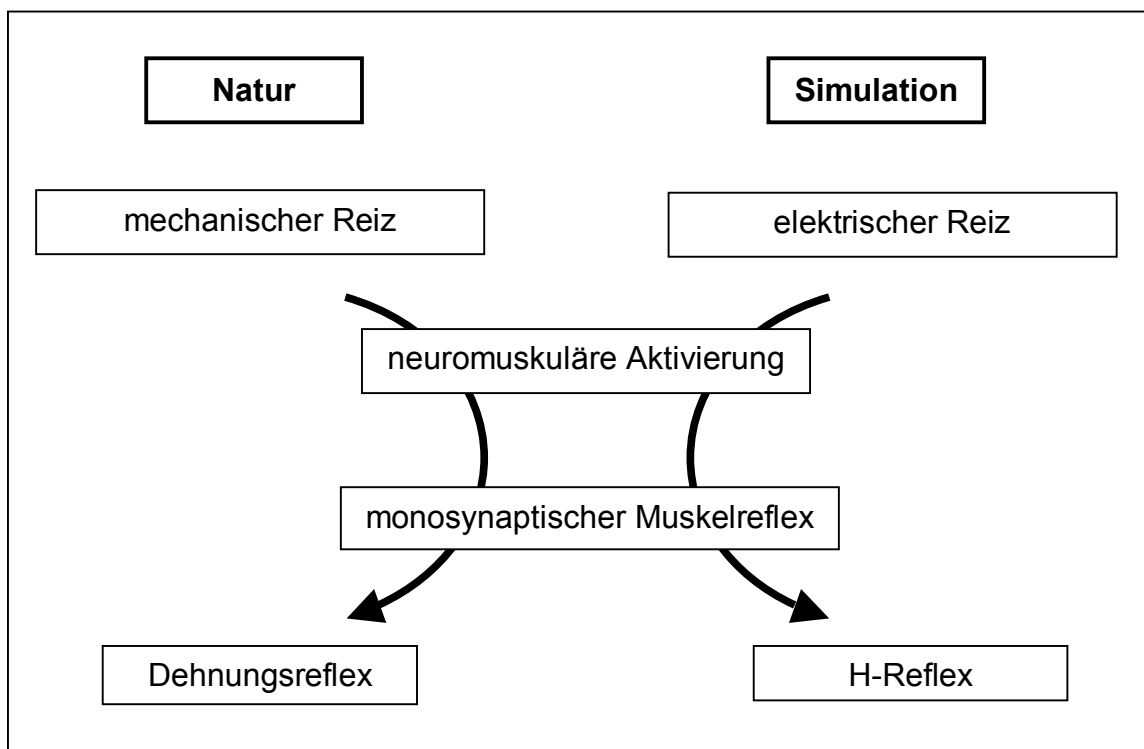 Natur
Simulation
mechanischer Reiz
elektrischer Reiz
neuromuskuläre Aktivierung
monosynaptischer Muskelreflex
Dehnungsreflex
H-Reflex